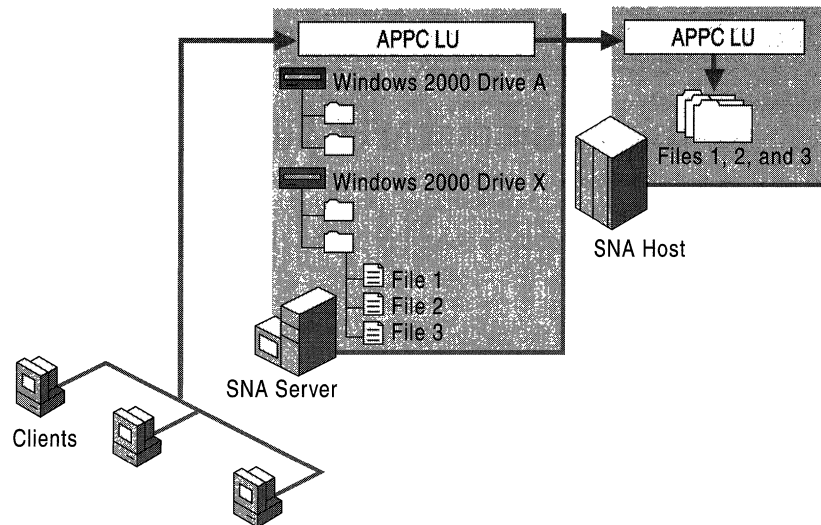 APPC LU
APPC LU
Windows 2000 Drive A
Files 1, 2, and 3
Windows 2000 Drive X
SNA Host
File 1
File 2
File 3
SNA Server
Clients